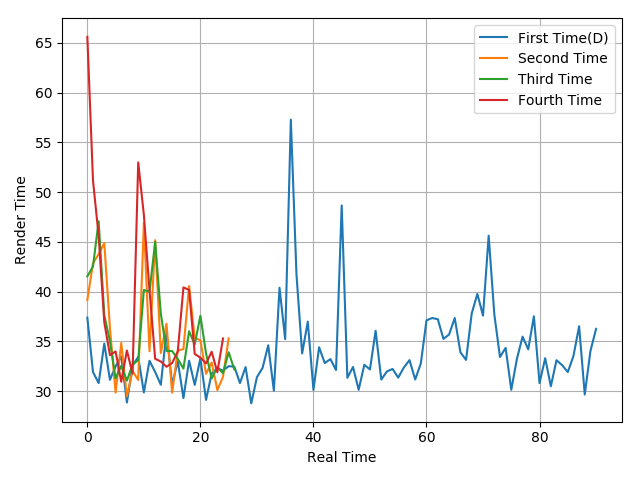 First Time(D)
Second Time
Third Time
Fourth Time
65
60
55
50
45
40
35
30
Render Time
0 20 40 60 80
Real Time